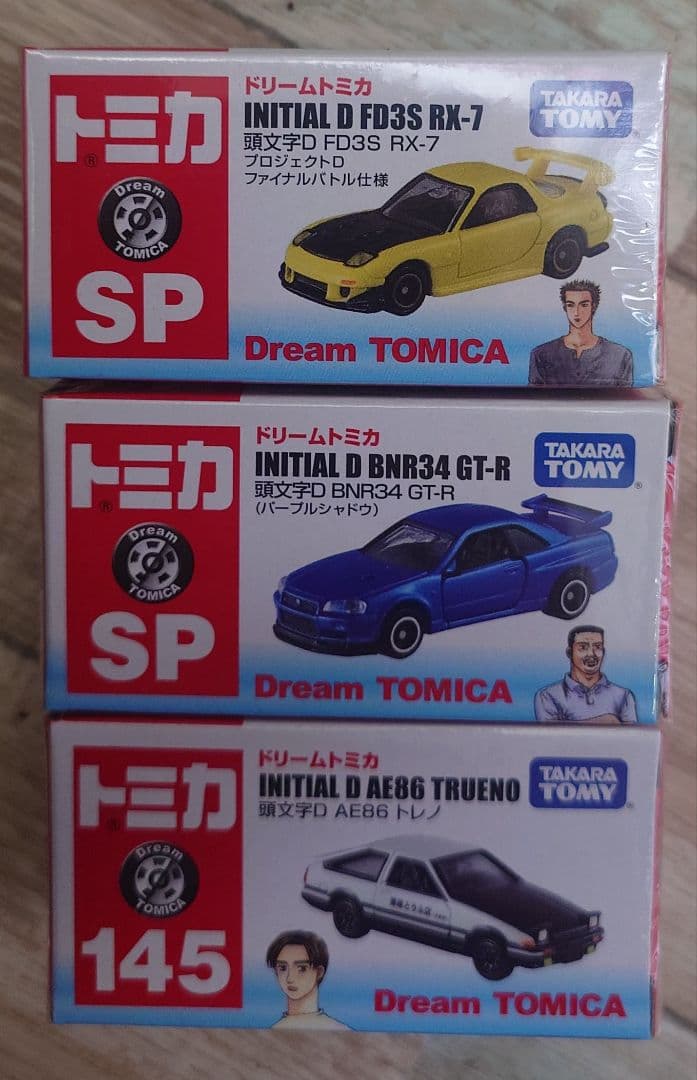 トミカ
Dream
TOMICA
SP
ドリームトミカ
INITIAL D FD3S RX-7
頭文字D FD3S RX-7
プロジェクトD
ファイナルバトル仕様
TAKARA
TOMY
Dream TOMICA
トミカ
Dream
TOMICA
SP
ドリームトミカ
INITIAL D BNR34 GT-R
頭文字D BNR34 GT-R
(パープルシャドウ)
TAKARA
TOMY
Dream TOMICA
トミカ
Dream
TOMICA
145
ドリームトミカ
INITIAL D AE86 TRUENO
頭文字D AE86 トレノ
TAKARA
TOMY
Dream TOMICA